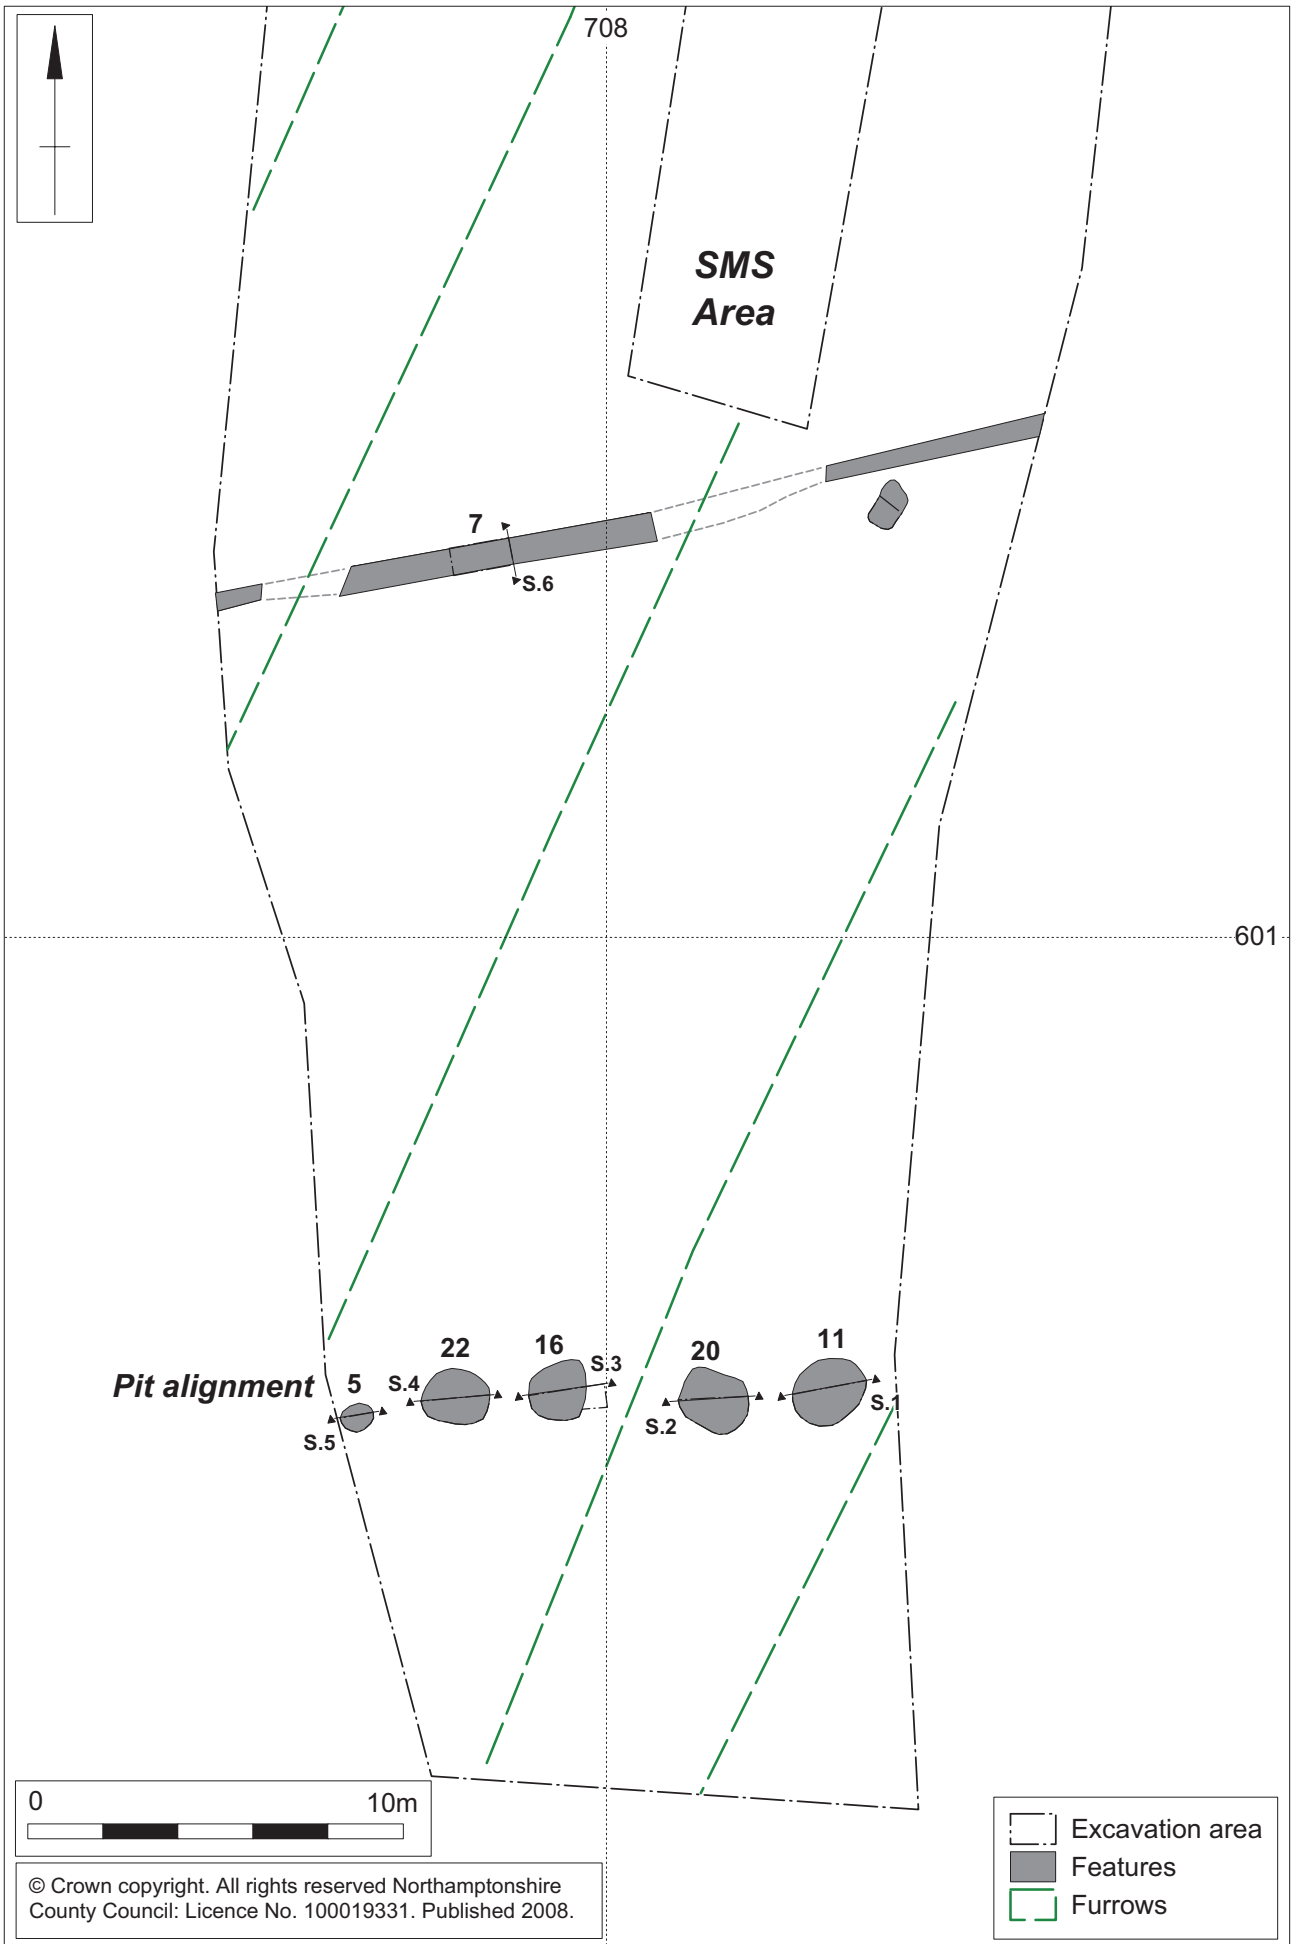 708
SMS
Area
7
S.6
601
22
16
20
11
S.3
Pit alignment
5
S.4
S.1
S.2
S.5
0
10m
© Crown copyright. All rights reserved Northamptonshire
County Council: Licence No. 100019331. Published 2008.
Excavation area
Features
Furrows